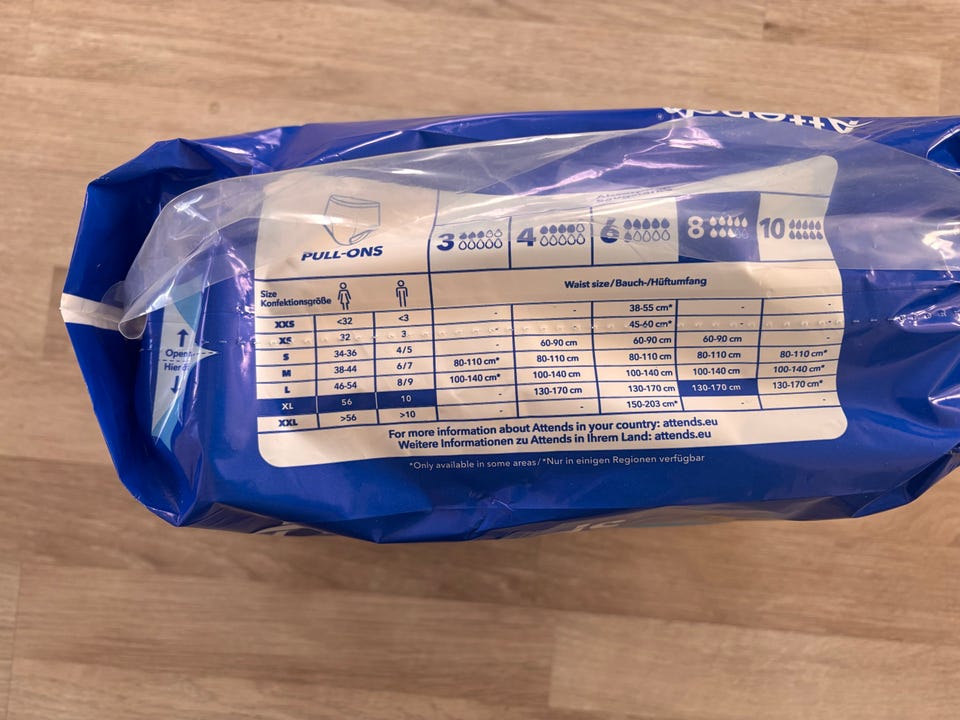 Attends
PULL-ONS
3 4 6 8 10
Size
Konfektionsgröße
Waist size/Bauch-/Hüftumfang
XXS <32 <3 - - 38-55 cm* - -
XS 32 3 - - 45-60 cm* - -
S 34-36 4/5 - 60-90 cm 60-90 cm 60-90 cm -
M 38-44 6/7 80-110 cm* 80-110 cm 80-110 cm 80-110 cm 80-110 cm*
L 46-54 8/9 100-140 cm* 100-140 cm 100-140 cm 100-140 cm 100-140 cm*
XL 56 10 - 130-170 cm 130-170 cm 130-170 cm 130-170 cm*
XXL >56 >10 - - 150-203 cm* - -
For more information about Attends in your country: attends.eu
Weitere Informationen zu Attends in Ihrem Land: attends.eu
*Only available in some areas/*Nur in einigen Regionen verfügbar
Open